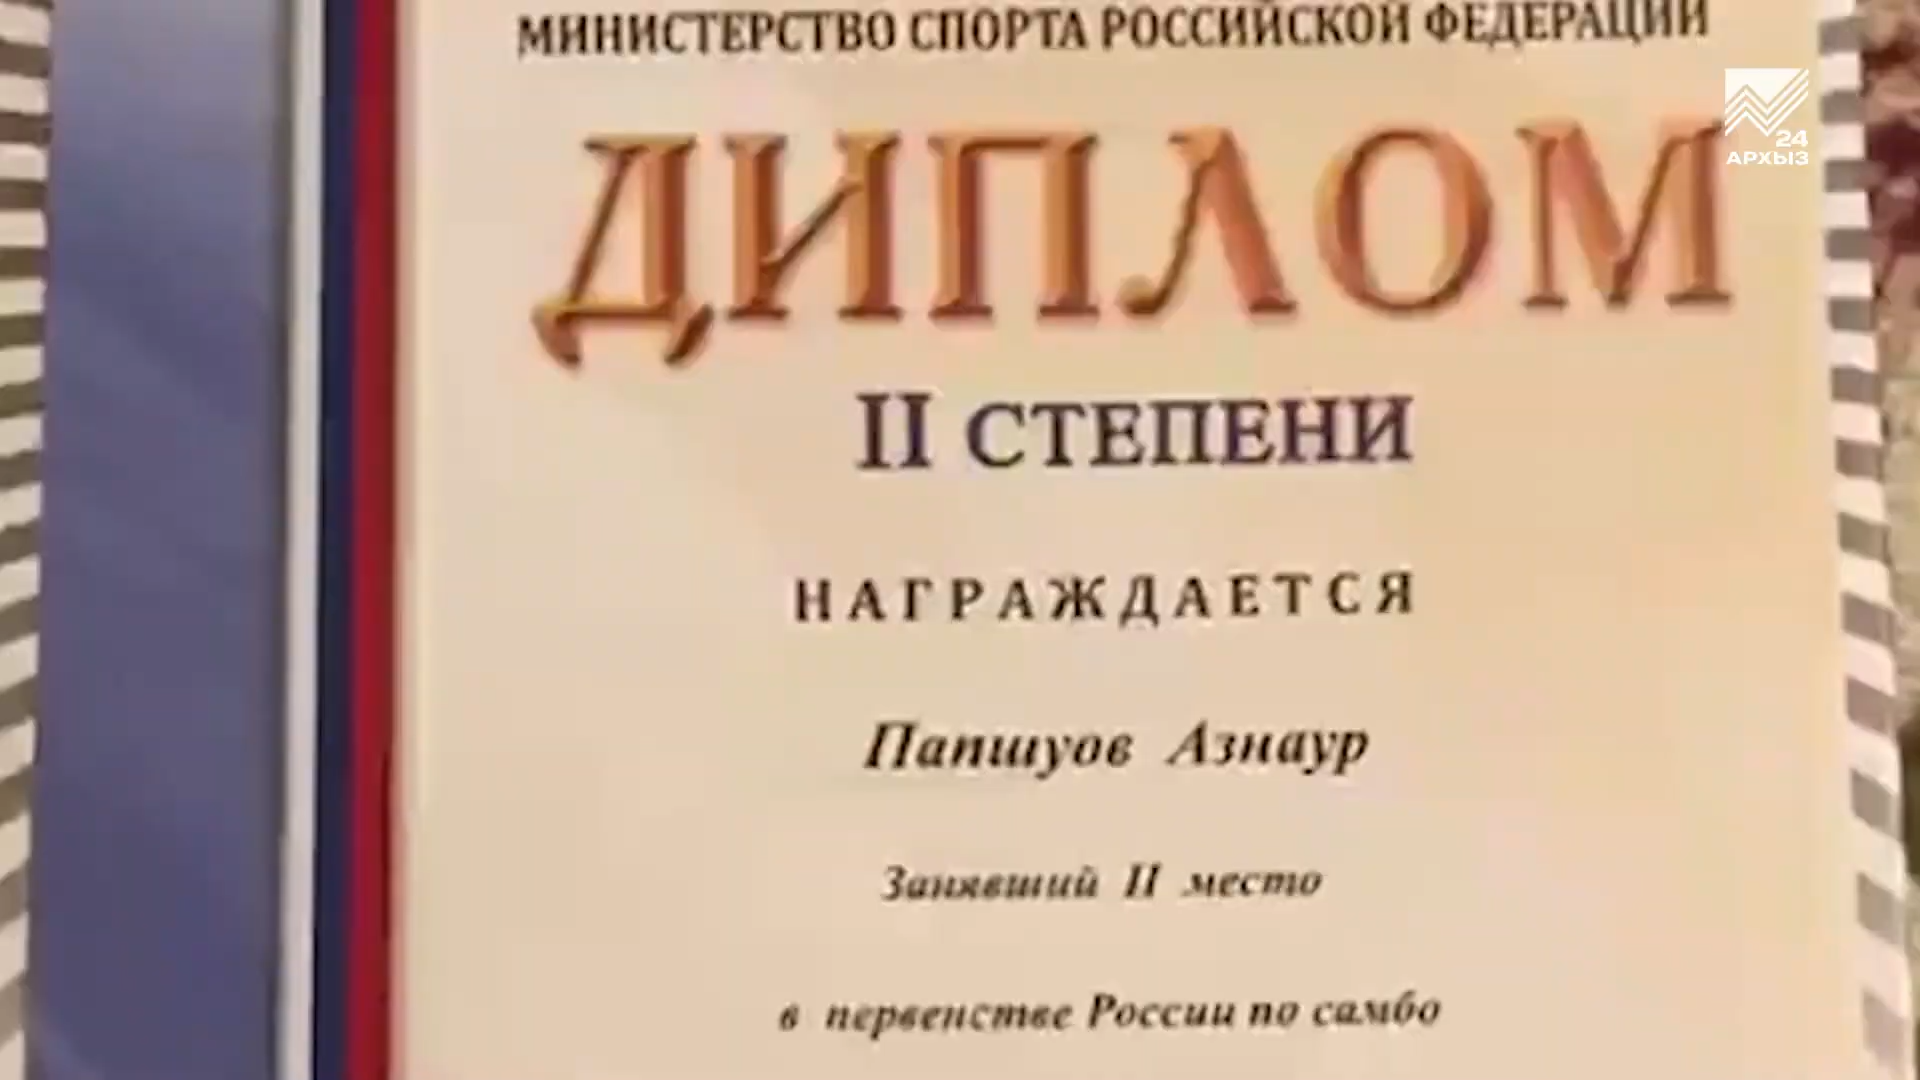 МИНИСТЕРСТВО СПОРТА РОССИЙСКОЙ ФЕДЕРАЦИИ
24
АРХЫЗ
ДИПЛОМ
II СТЕПЕНИ
НАГРАЖДАЕТСЯ
Папшуов Азнаур
Занявший II место
в первенстве России по самбо